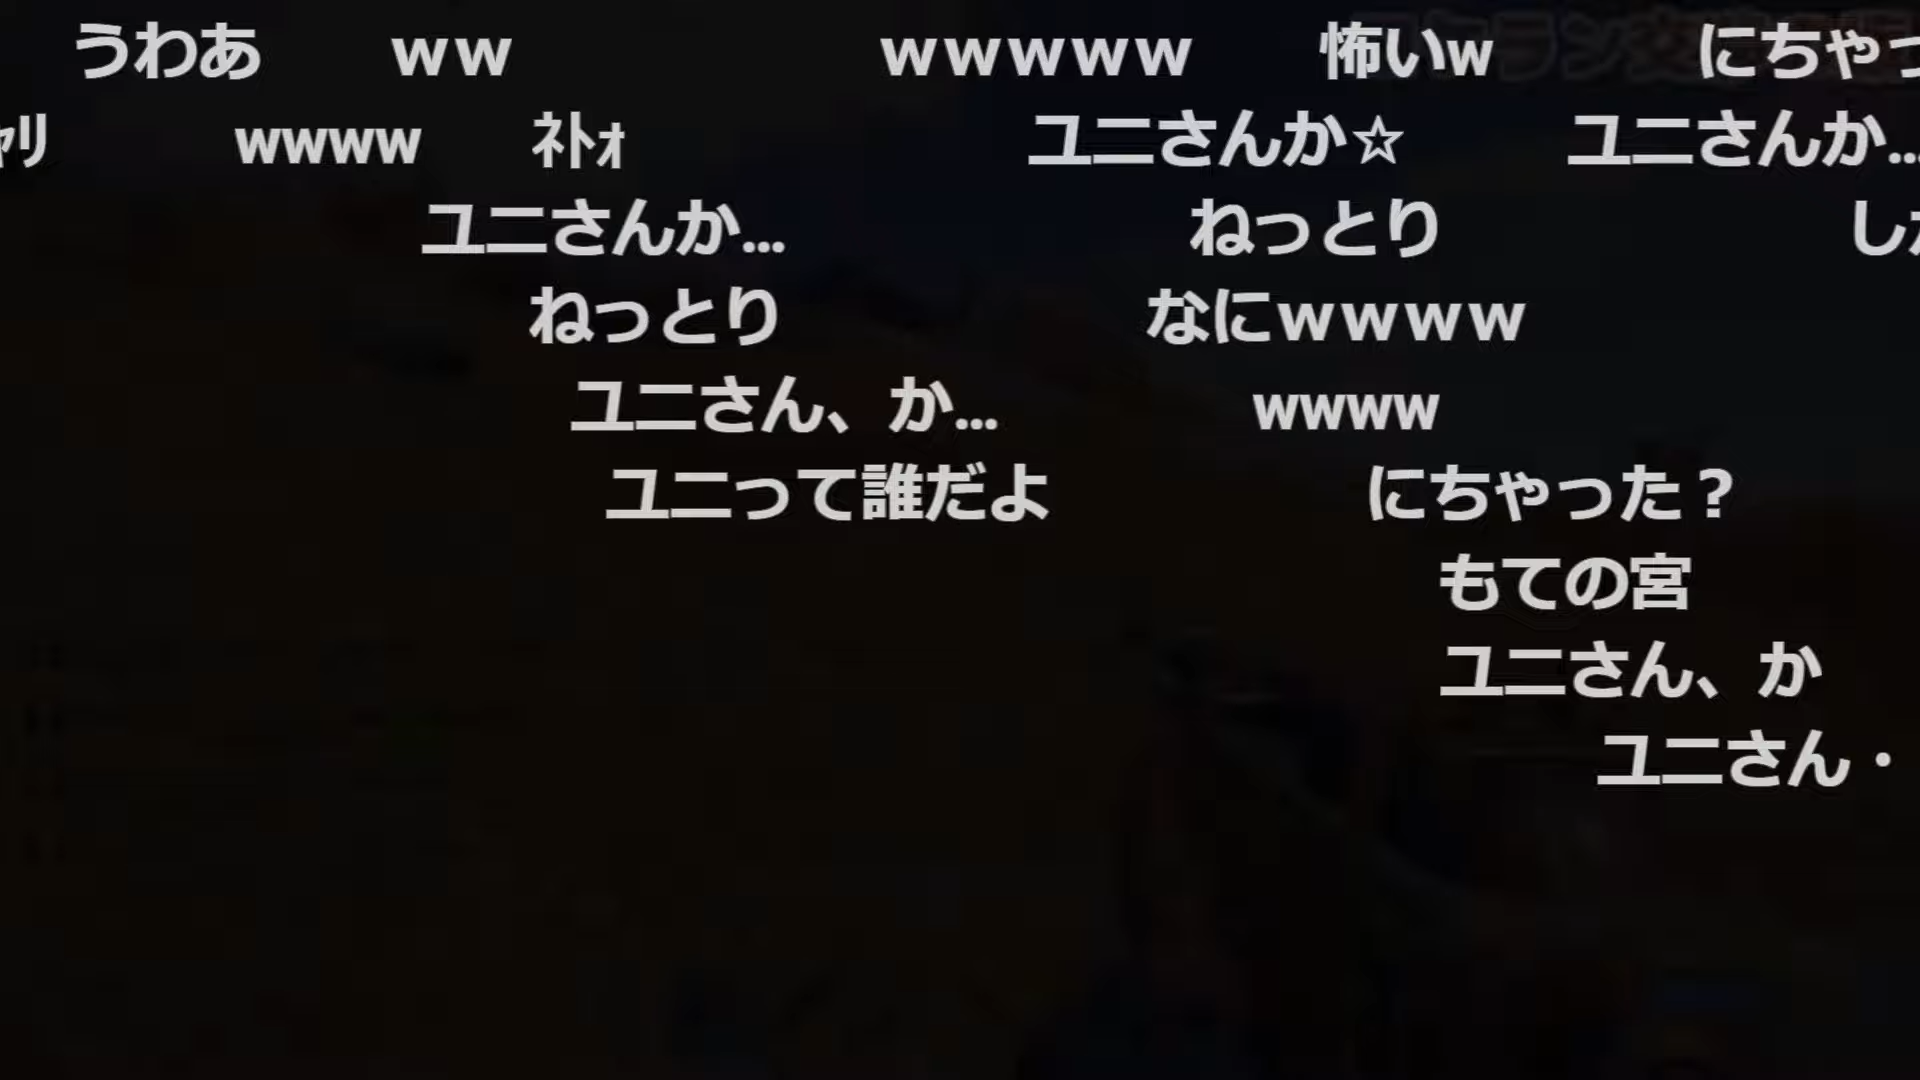 うわあ ww wwwww 怖いw にちゃっ
ｬﾘ wwww ﾈﾄｫ ユニさんか☆ ユニさんか...
ユニさんか... ねっとり し
ねっとり なにwwww
ユニさん、か... wwww
ユニって誰だよ にちゃった？
もての宮
ユニさん、か
ユニさん・